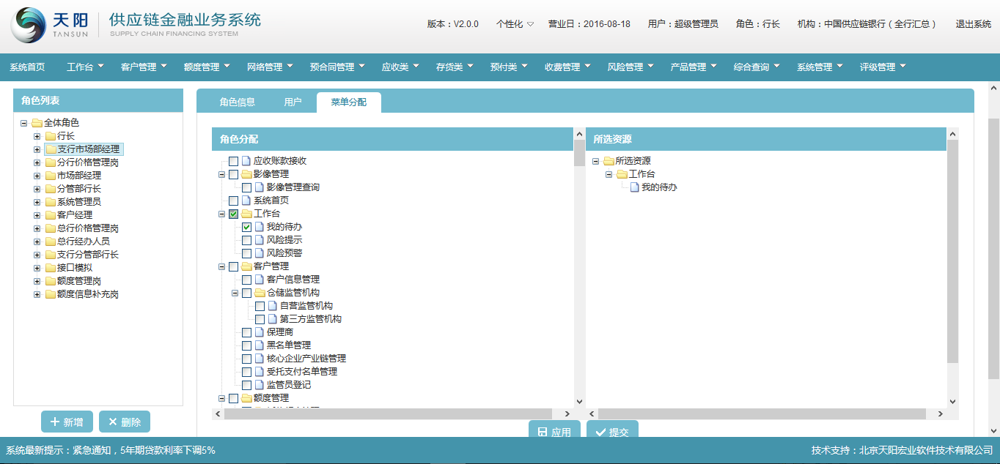 天阳
TANSUN
供应链金融业务系统
SUPPLY CHAIN FINANCING SYSTEM
版本：V2.0.0 个性化 营业日：2016-08-18 用户：超级管理员 角色：行长 机构：中国供应链银行（全行汇总） 退出系统
系统首页 工作台 客户管理 额度管理 网络管理 预合同管理 应收类 存货类 预付类 收费管理 风险管理 产品管理 综合查询 系统管理 评级管理
角色列表
全体角色
行长
支行市场部经理
分行价格管理岗
市场部经理
分管部行长
系统管理员
客户经理
总行价格管理岗
总行经办人员
支行分管部行长
接口模拟
额度管理岗
额度信息补充岗
新增 删除
角色信息 用户 菜单分配
角色分配
应收账款接收
影像管理
影像管理查询
系统首页
工作台
我的待办
风险提示
风险预警
客户管理
客户信息管理
仓储监管机构
自营监管机构
第三方监管机构
保理商
黑名单管理
核心企业产业链管理
受托支付名单管理
监管员登记
额度管理
所选资源
所选资源
工作台
我的待办
应用 提交
系统最新提示：紧急通知，5年期贷款利率下调5%
技术支持：北京天阳宏业软件技术有限公司